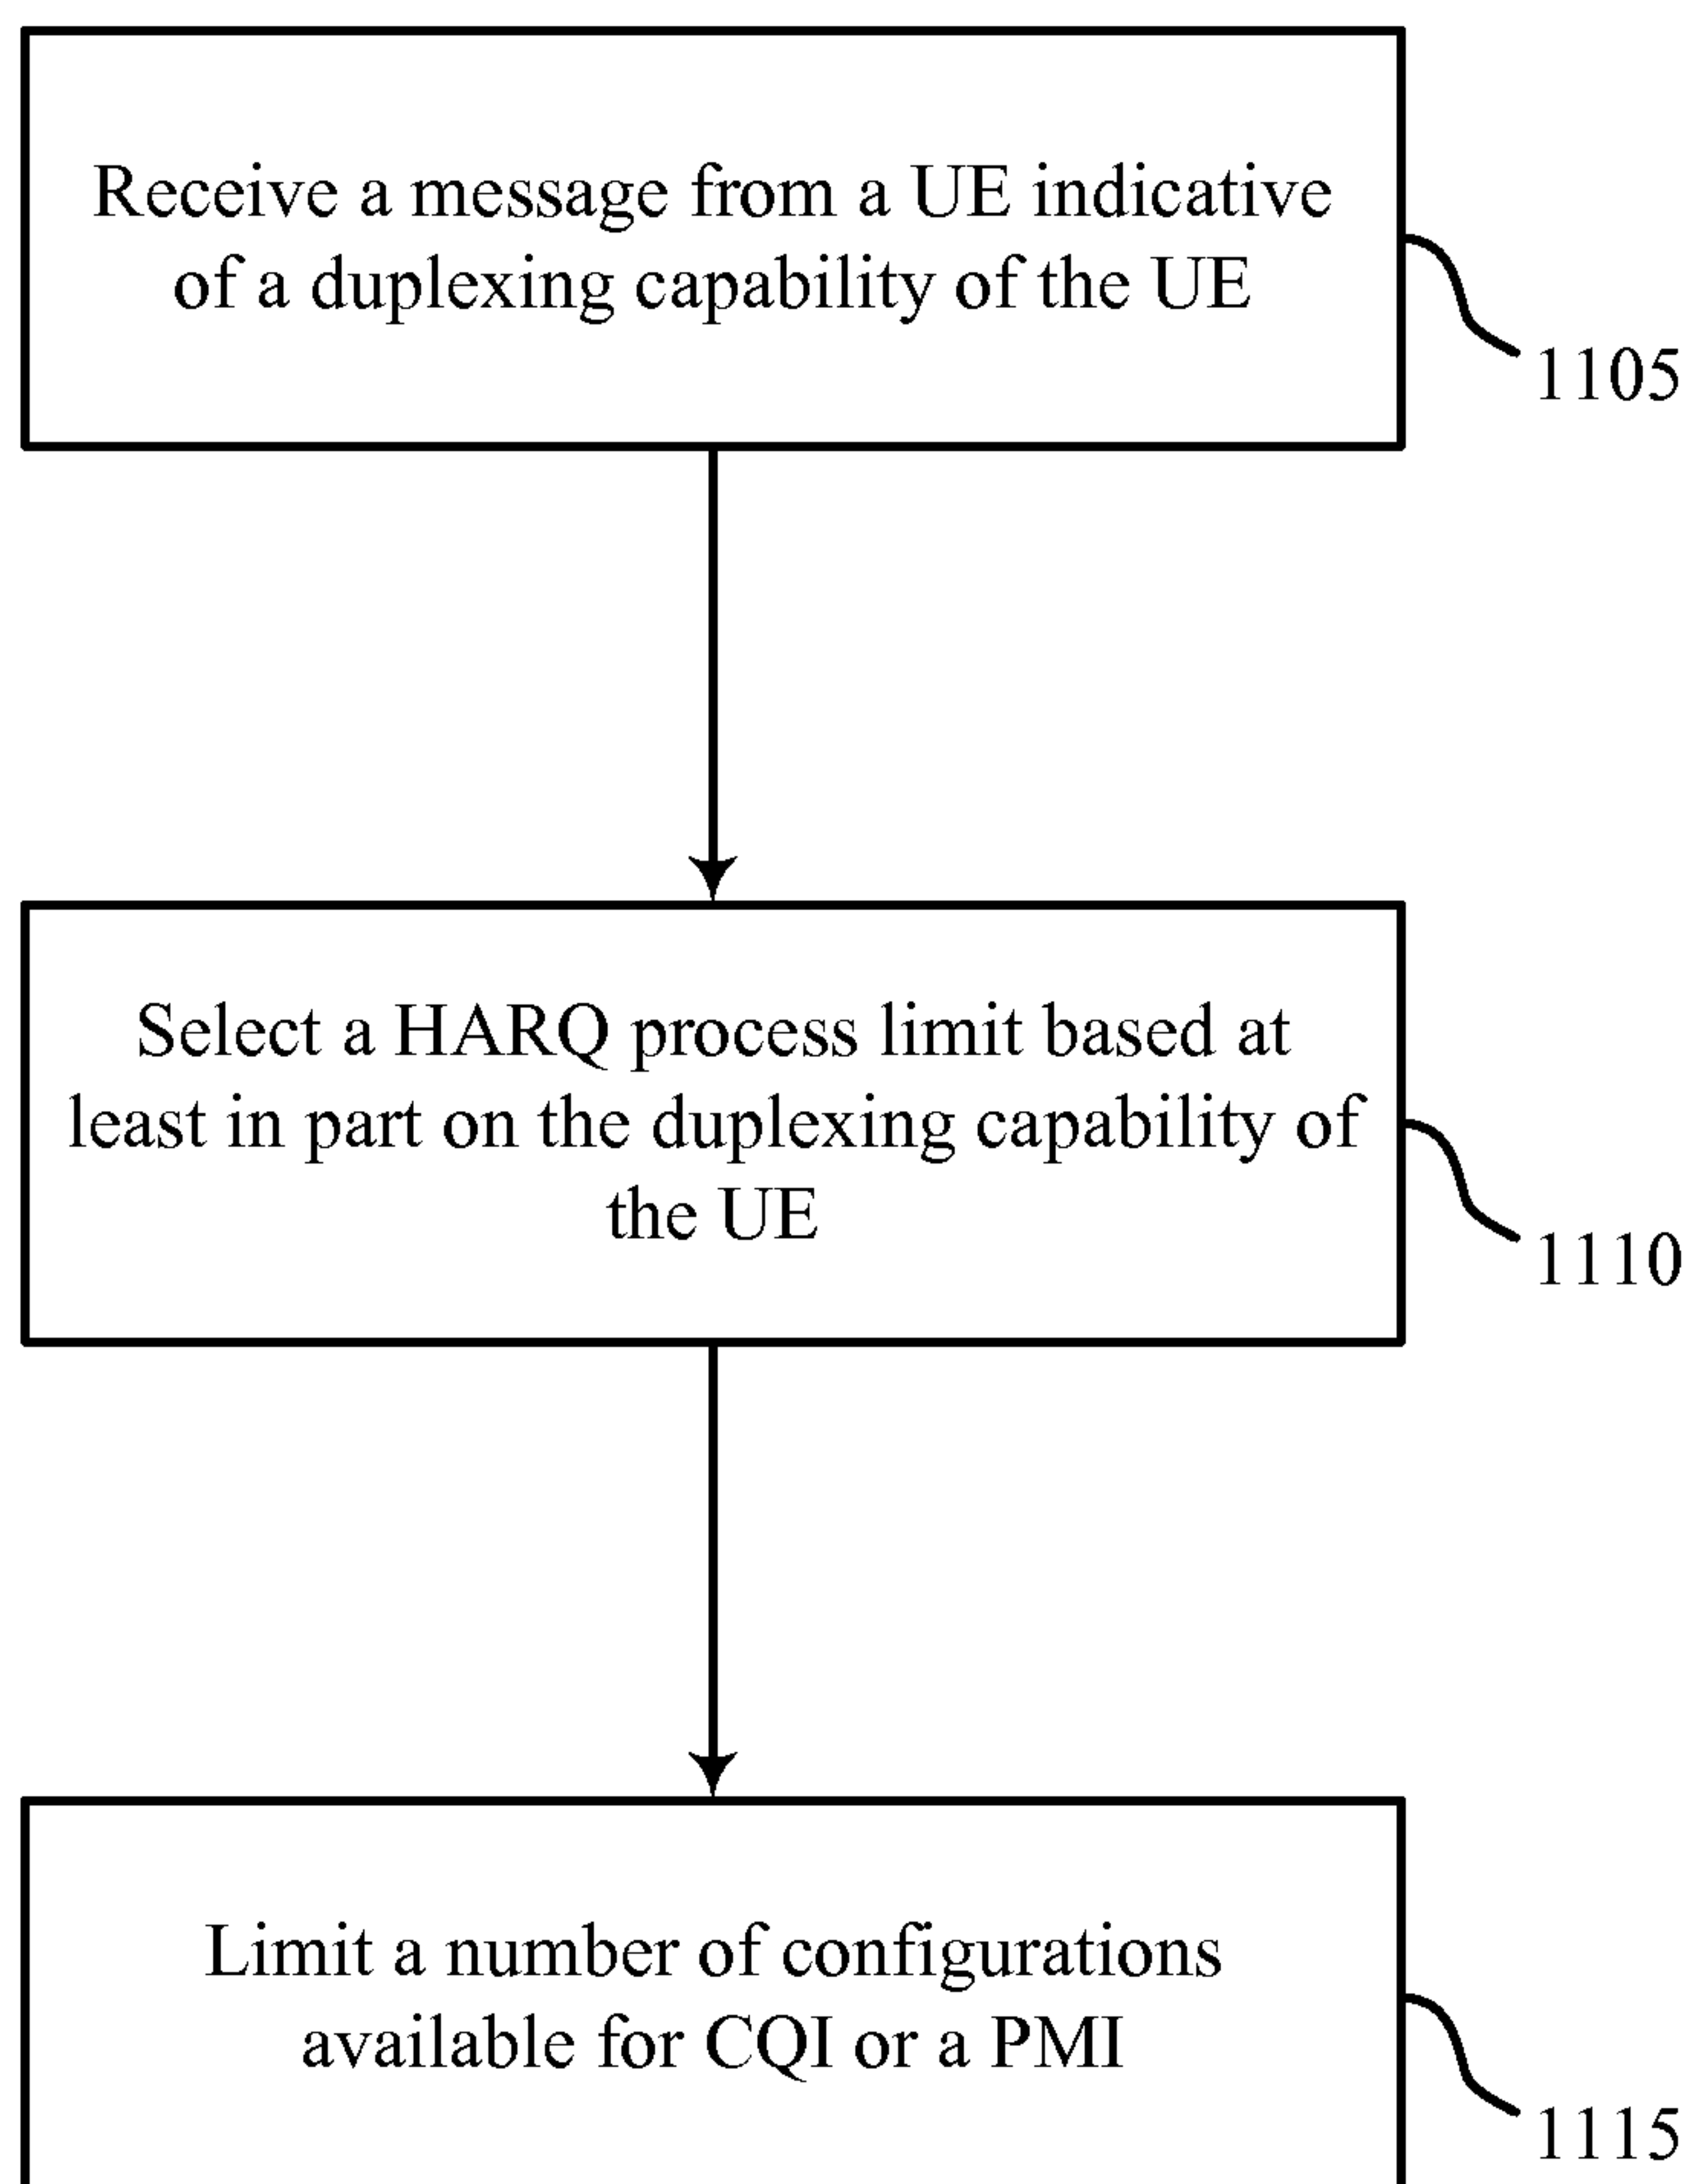 Receive a message from a UE indicative
of a duplexing capability of the UE
1105
Select a HARQ process limit based at
least in part on the duplexing capability of
the UE
1110
Limit a number of configurations
available for CQI or a PMI
1115